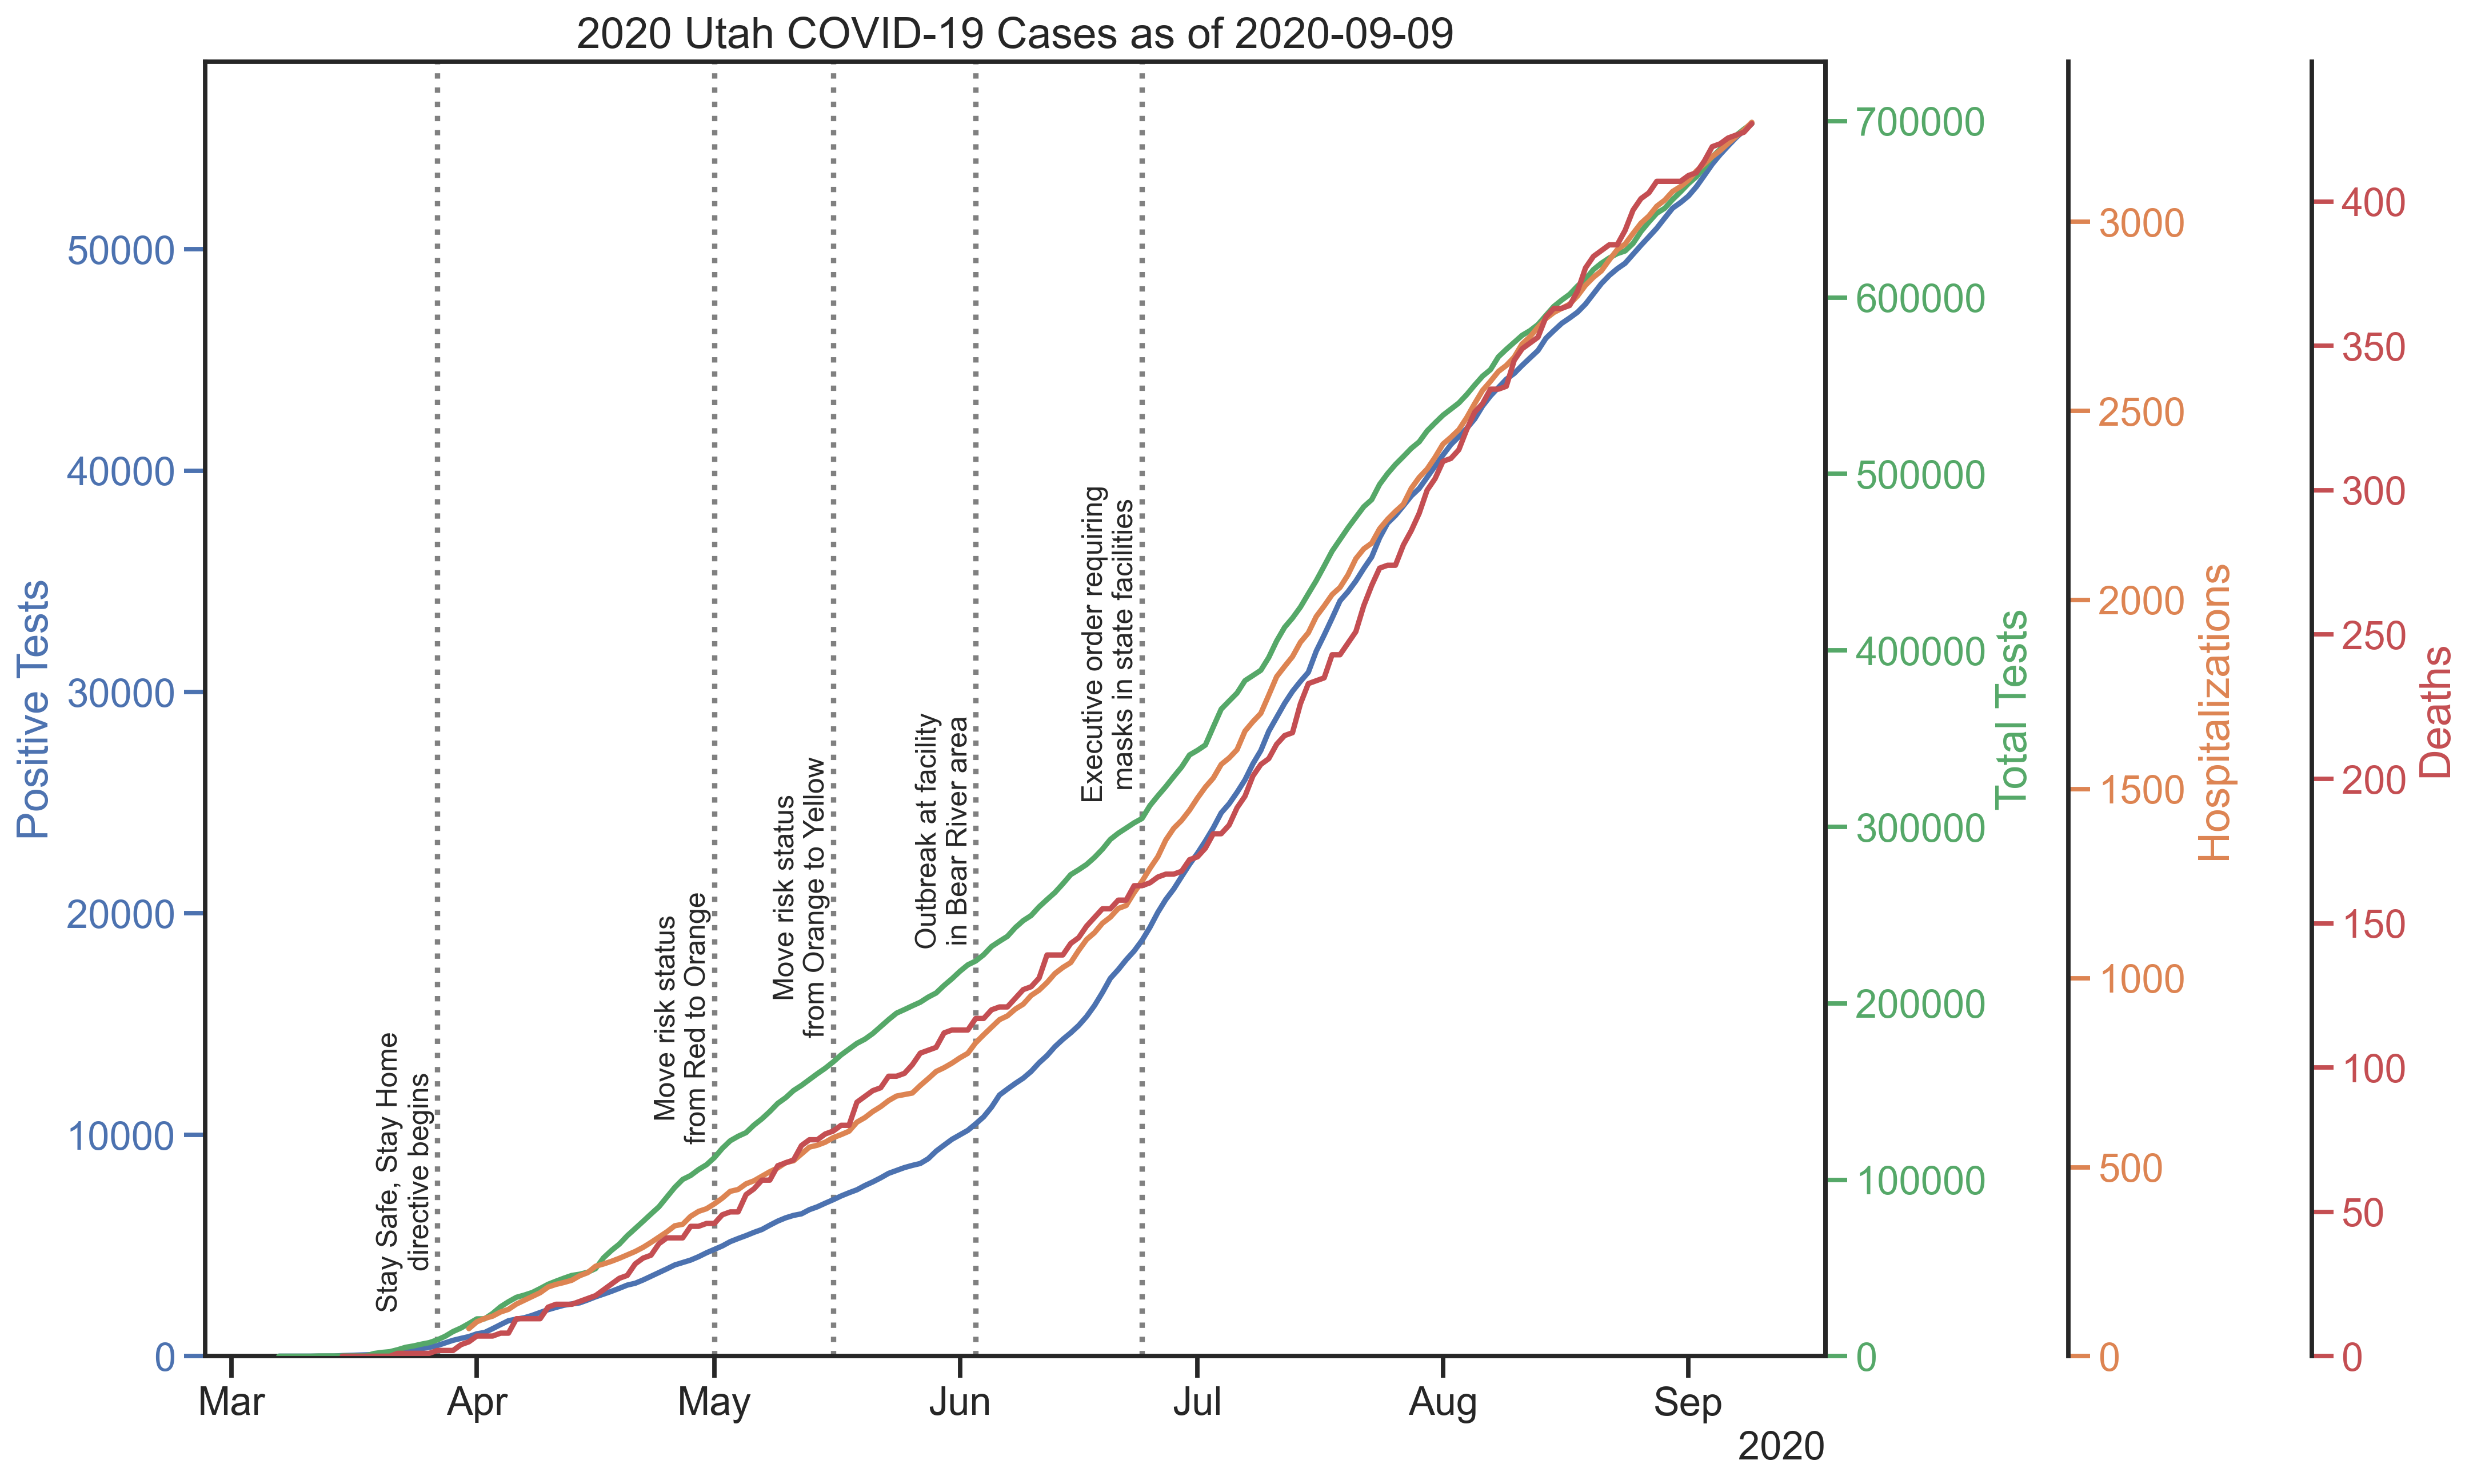 2020 Utah COVID-19 Cases as of 2020-09-09
Positive Tests
50000
40000
30000
20000
10000
0
Stay Safe, Stay Home
directive begins
Move risk status
from Red to Orange
Move risk status
from Orange to Yellow
Outbreak at facility
in Bear River area
Executive order requiring
masks in state facilities
Mar Apr May Jun Jul Aug Sep
2020
700000
600000
500000
400000
300000
200000
100000
0
Total Tests
3000
2500
2000
1500
1000
500
0
Hospitalizations
400
350
300
250
200
150
100
50
0
Deaths